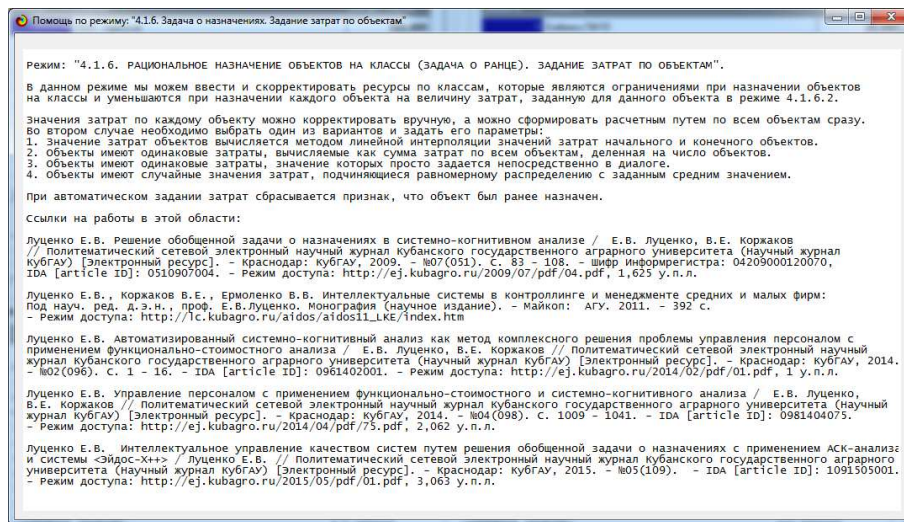 Помощь по режиму: "4.1.6. Задача о назначениях. Задание затрат по объектам"
Режим: "4.1.6. РАЦИОНАЛЬНОЕ НАЗНАЧЕНИЕ ОБЪЕКТОВ НА КЛАССЫ (ЗАДАЧА О РАНЦЕ). ЗАДАНИЕ ЗАТРАТ ПО ОБЪЕКТАМ".
В данном режиме мы можем ввести и скорректировать ресурсы по классам, которые являются ограничениями при назначении объектов
на классы и уменьшаются при назначении каждого объекта на величину затрат, заданную для данного объекта в режиме 4.1.6.2.
Значения затрат по каждому объекту можно корректировать вручную, а можно сформировать расчетным путем по всем объектам сразу.
Во втором случае необходимо выбрать один из вариантов и задать его параметры:
1. Значение затрат объектов вычисляется методом линейной интерполяции значений затрат начального и конечного объектов.
2. Объекты имеют одинаковые затраты, вычисляемые как сумма затрат по всем объектам, деленная на число объектов.
3. Объекты имеют одинаковые затраты, значение которых просто задается непосредственно в диалоге.
4. Объекты имеют случайные значения затрат, подчиняющиеся равномерному распределению с заданным средним значением.
При автоматическом задании затрат сбрасывается признак, что объект был ранее назначен.
Ссылки на работы в этой области:
Луценко Е.В. Решение обобщенной задачи о назначениях в системно-когнитивном анализе / Е.В. Луценко, В.Е. Коржаков
// Политематический сетевой электронный научный журнал Кубанского государственного аграрного университета (Научный журнал
КубГАУ) [Электронный ресурс]. – Краснодар: КубГАУ, 2009. – №07(051). С. 83 - 108. - Шифр Информрегистра: 04209000120070,
IDA [article ID]: 0510907004. – Режим доступа: http://ej.kubagro.ru/2009/07/pdf/04.pdf, 1,625 у.п.л.
Луценко Е.В., Коржаков В.Е., Ермоленко В.В. Интеллектуальные системы в контроллинге и менеджменте средних и малых фирм:
Под науч. ред. д.э.н., проф. Е.В.Луценко. Монография (научное издание). – Майкоп: АГУ. 2011. – 392 с.
– Режим доступа: http://lc.kubagro.ru/aidos/aidos11_LKE/index.htm
Луценко Е.В. Автоматизированный системно-когнитивный анализ как метод комплексного решения проблемы управления персоналом с
применением функционально-стоимостного анализа / Е.В. Луценко, В.Е. Коржаков // Политематический сетевой электронный научный
журнал Кубанского государственного аграрного университета (Научный журнал КубГАУ) [Электронный ресурс]. – Краснодар: КубГАУ, 2014.
– №02(096). С. 1 - 16. – IDA [article ID]: 0961402001. – Режим доступа: http://ej.kubagro.ru/2014/02/pdf/01.pdf, 1 у.п.л.
Луценко Е.В. Управление персоналом с применением функционально-стоимостного и системно-когнитивного анализа / Е.В. Луценко,
В.Е. Коржаков // Политематический сетевой электронный научный журнал Кубанского государственного аграрного университета (Научный
журнал КубГАУ) [Электронный ресурс]. – Краснодар: КубГАУ, 2014. – №04(098). С. 1009 - 1041. – IDA [article ID]: 0981404075.
– Режим доступа: http://ej.kubagro.ru/2014/04/pdf/75.pdf, 2,062 у.п.л.
Луценко Е.В. Интеллектуальное управление качеством систем путем решения обобщенной задачи о назначениях с применением АСК-анализа
и системы <Эйдос-Х++> / Луценко Е.В. // Политематический сетевой электронный научный журнал Кубанского государственного аграрного
университета (Научный журнал КубГАУ) [Электронный ресурс]. – Краснодар: КубГАУ, 2015. – №05(109). – IDA [article ID]: 1091505001.
– Режим доступа: http://ej.kubagro.ru/2015/05/pdf/01.pdf, 3,063 у.п.л.